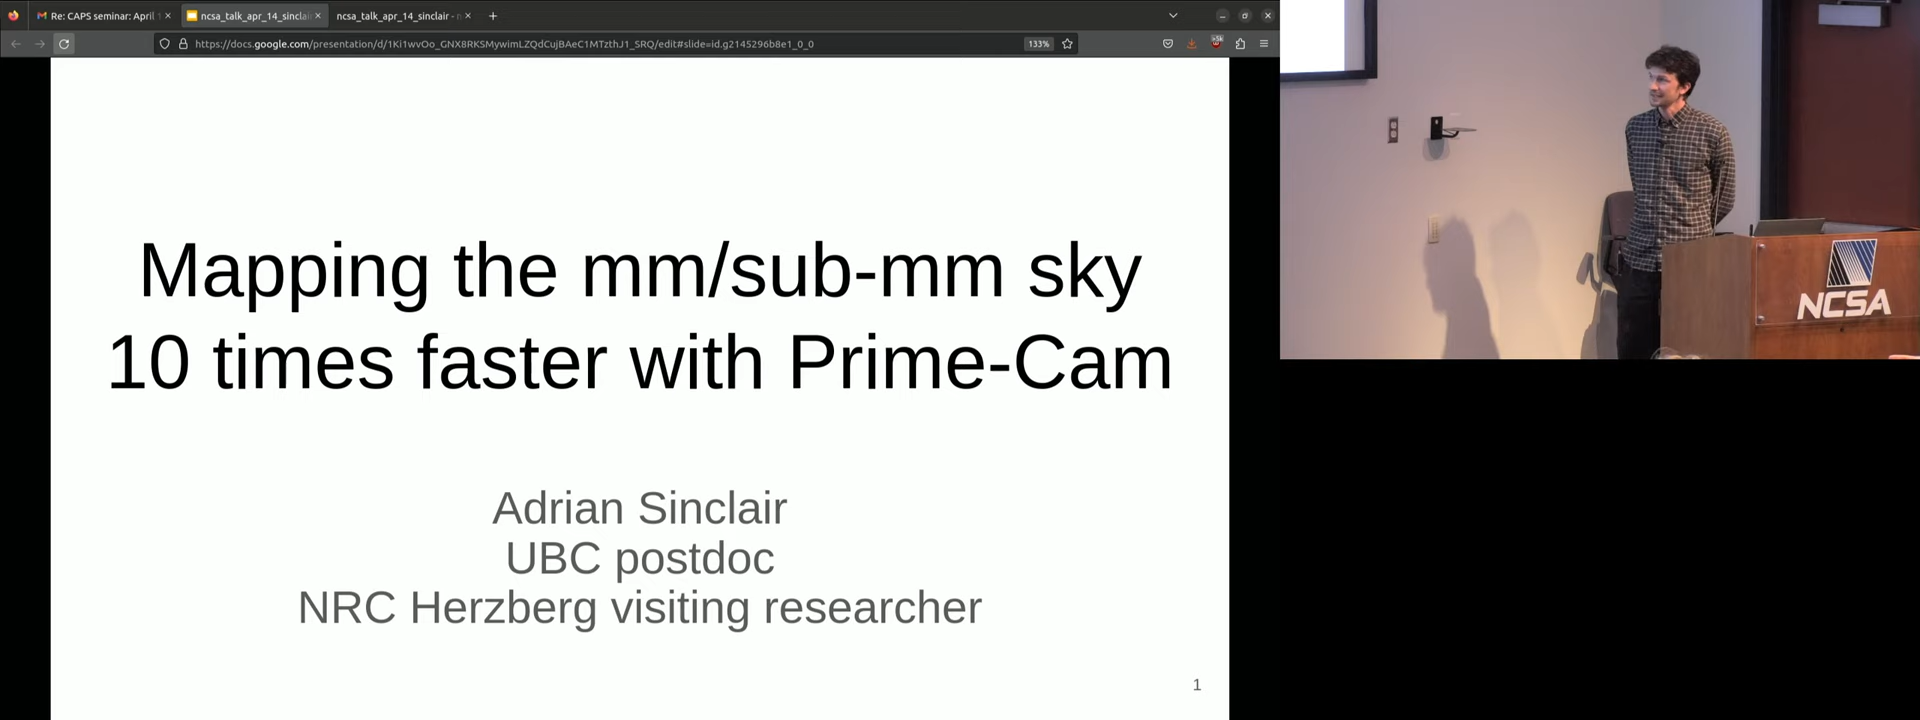 Re: CAPS seminar: April 1
ncsa_talk_apr_14_sinclair
ncsa_talk_apr_14_sinclair - n
https://docs.google.com/presentation/d/1Ki1wvOo_GNX8RKSMywimLZQdCujBAeC1MTzthJ1_SRQ/edit#slide=id.g2145296b8e1_0_0
133%
Mapping the mm/sub-mm sky
10 times faster with Prime-Cam
Adrian Sinclair
UBC postdoc
NRC Herzberg visiting researcher
1
NCSA